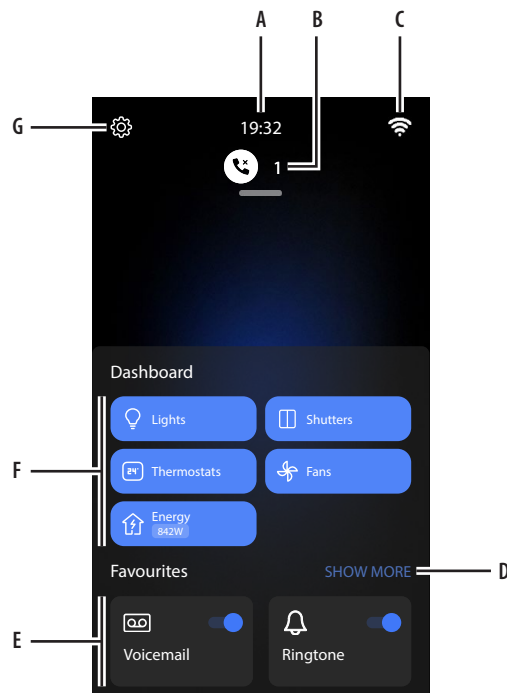 A B C
G 19:32
1
Dashboard
Lights Shutters
F 24° Thermostats Fans
Energy
842W
Favourites SHOW MORE D
E
Voicemail Ringtone